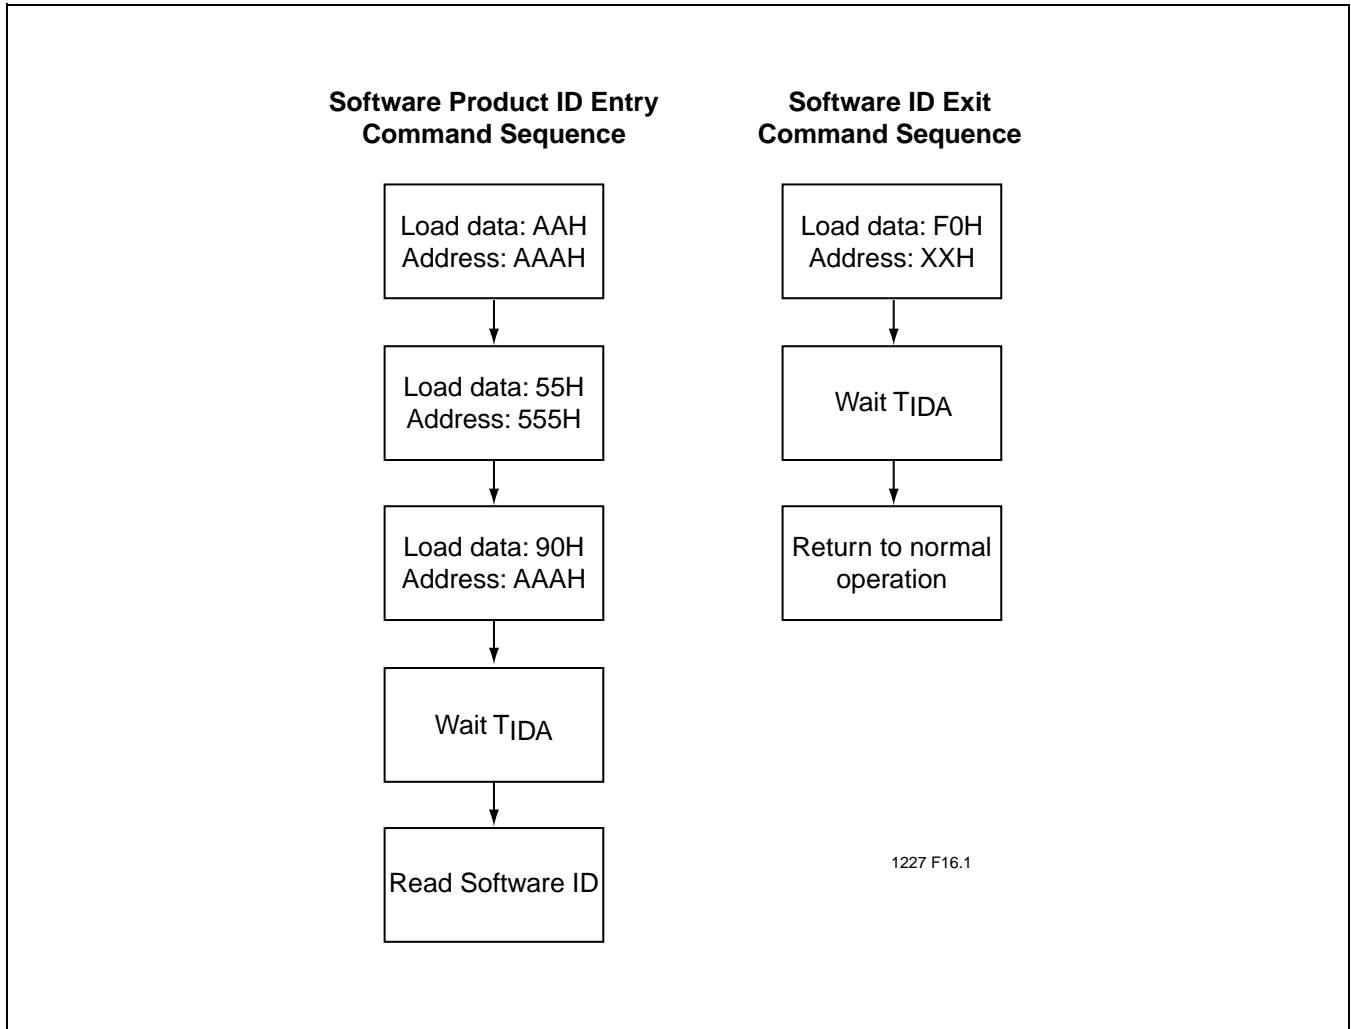 Software Product ID Entry
Command Sequence
Load data: AAH
Address: AAAH
Load data: 55H
Address: 555H
Load data: 90H
Address: AAAH
Wait TIDA
Read Software ID
Software ID Exit
Command Sequence
Load data: F0H
Address: XXH
Wait TIDA
Return to normal
operation
1227 F16.1